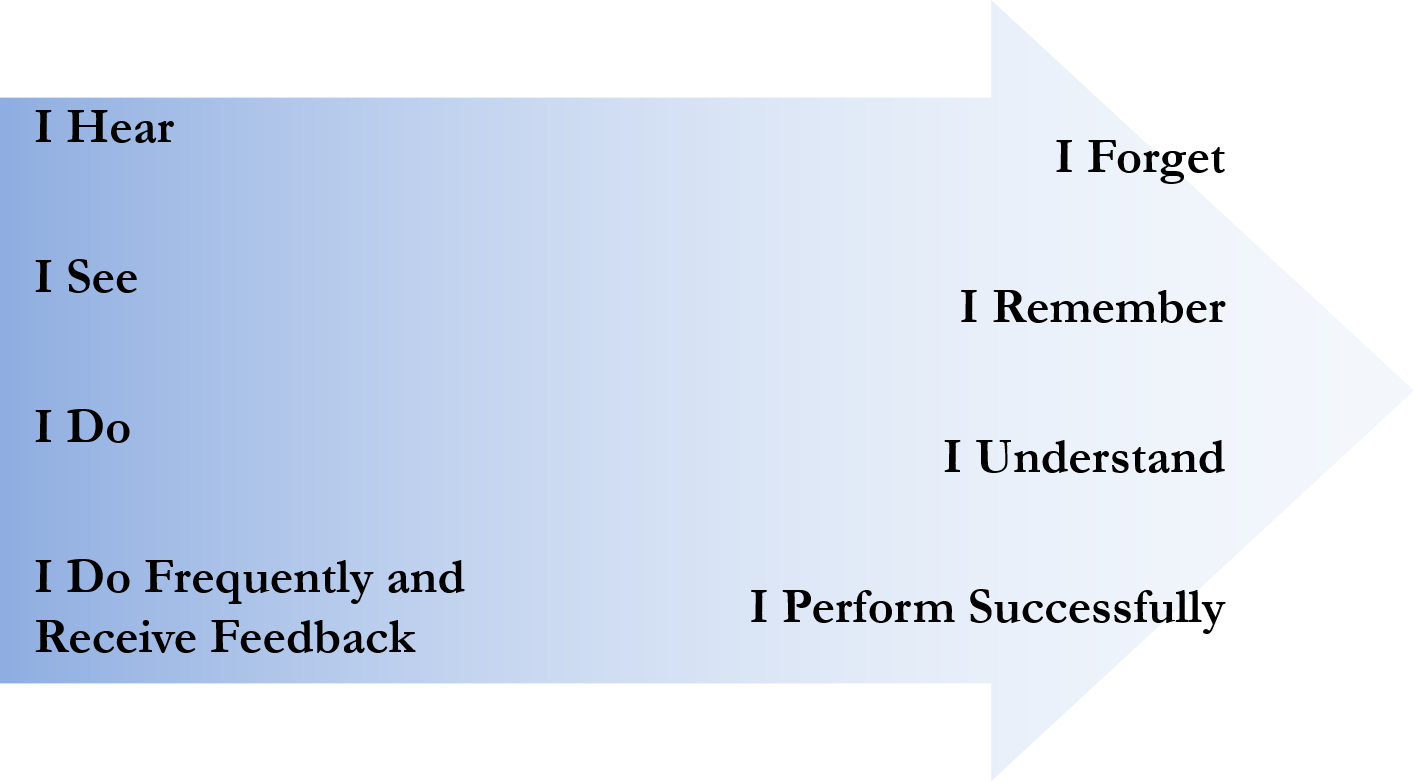 I Hear
I Forget
I See
I Remember
I Do
I Understand
I Do Frequently and
Receive Feedback
I Perform Successfully